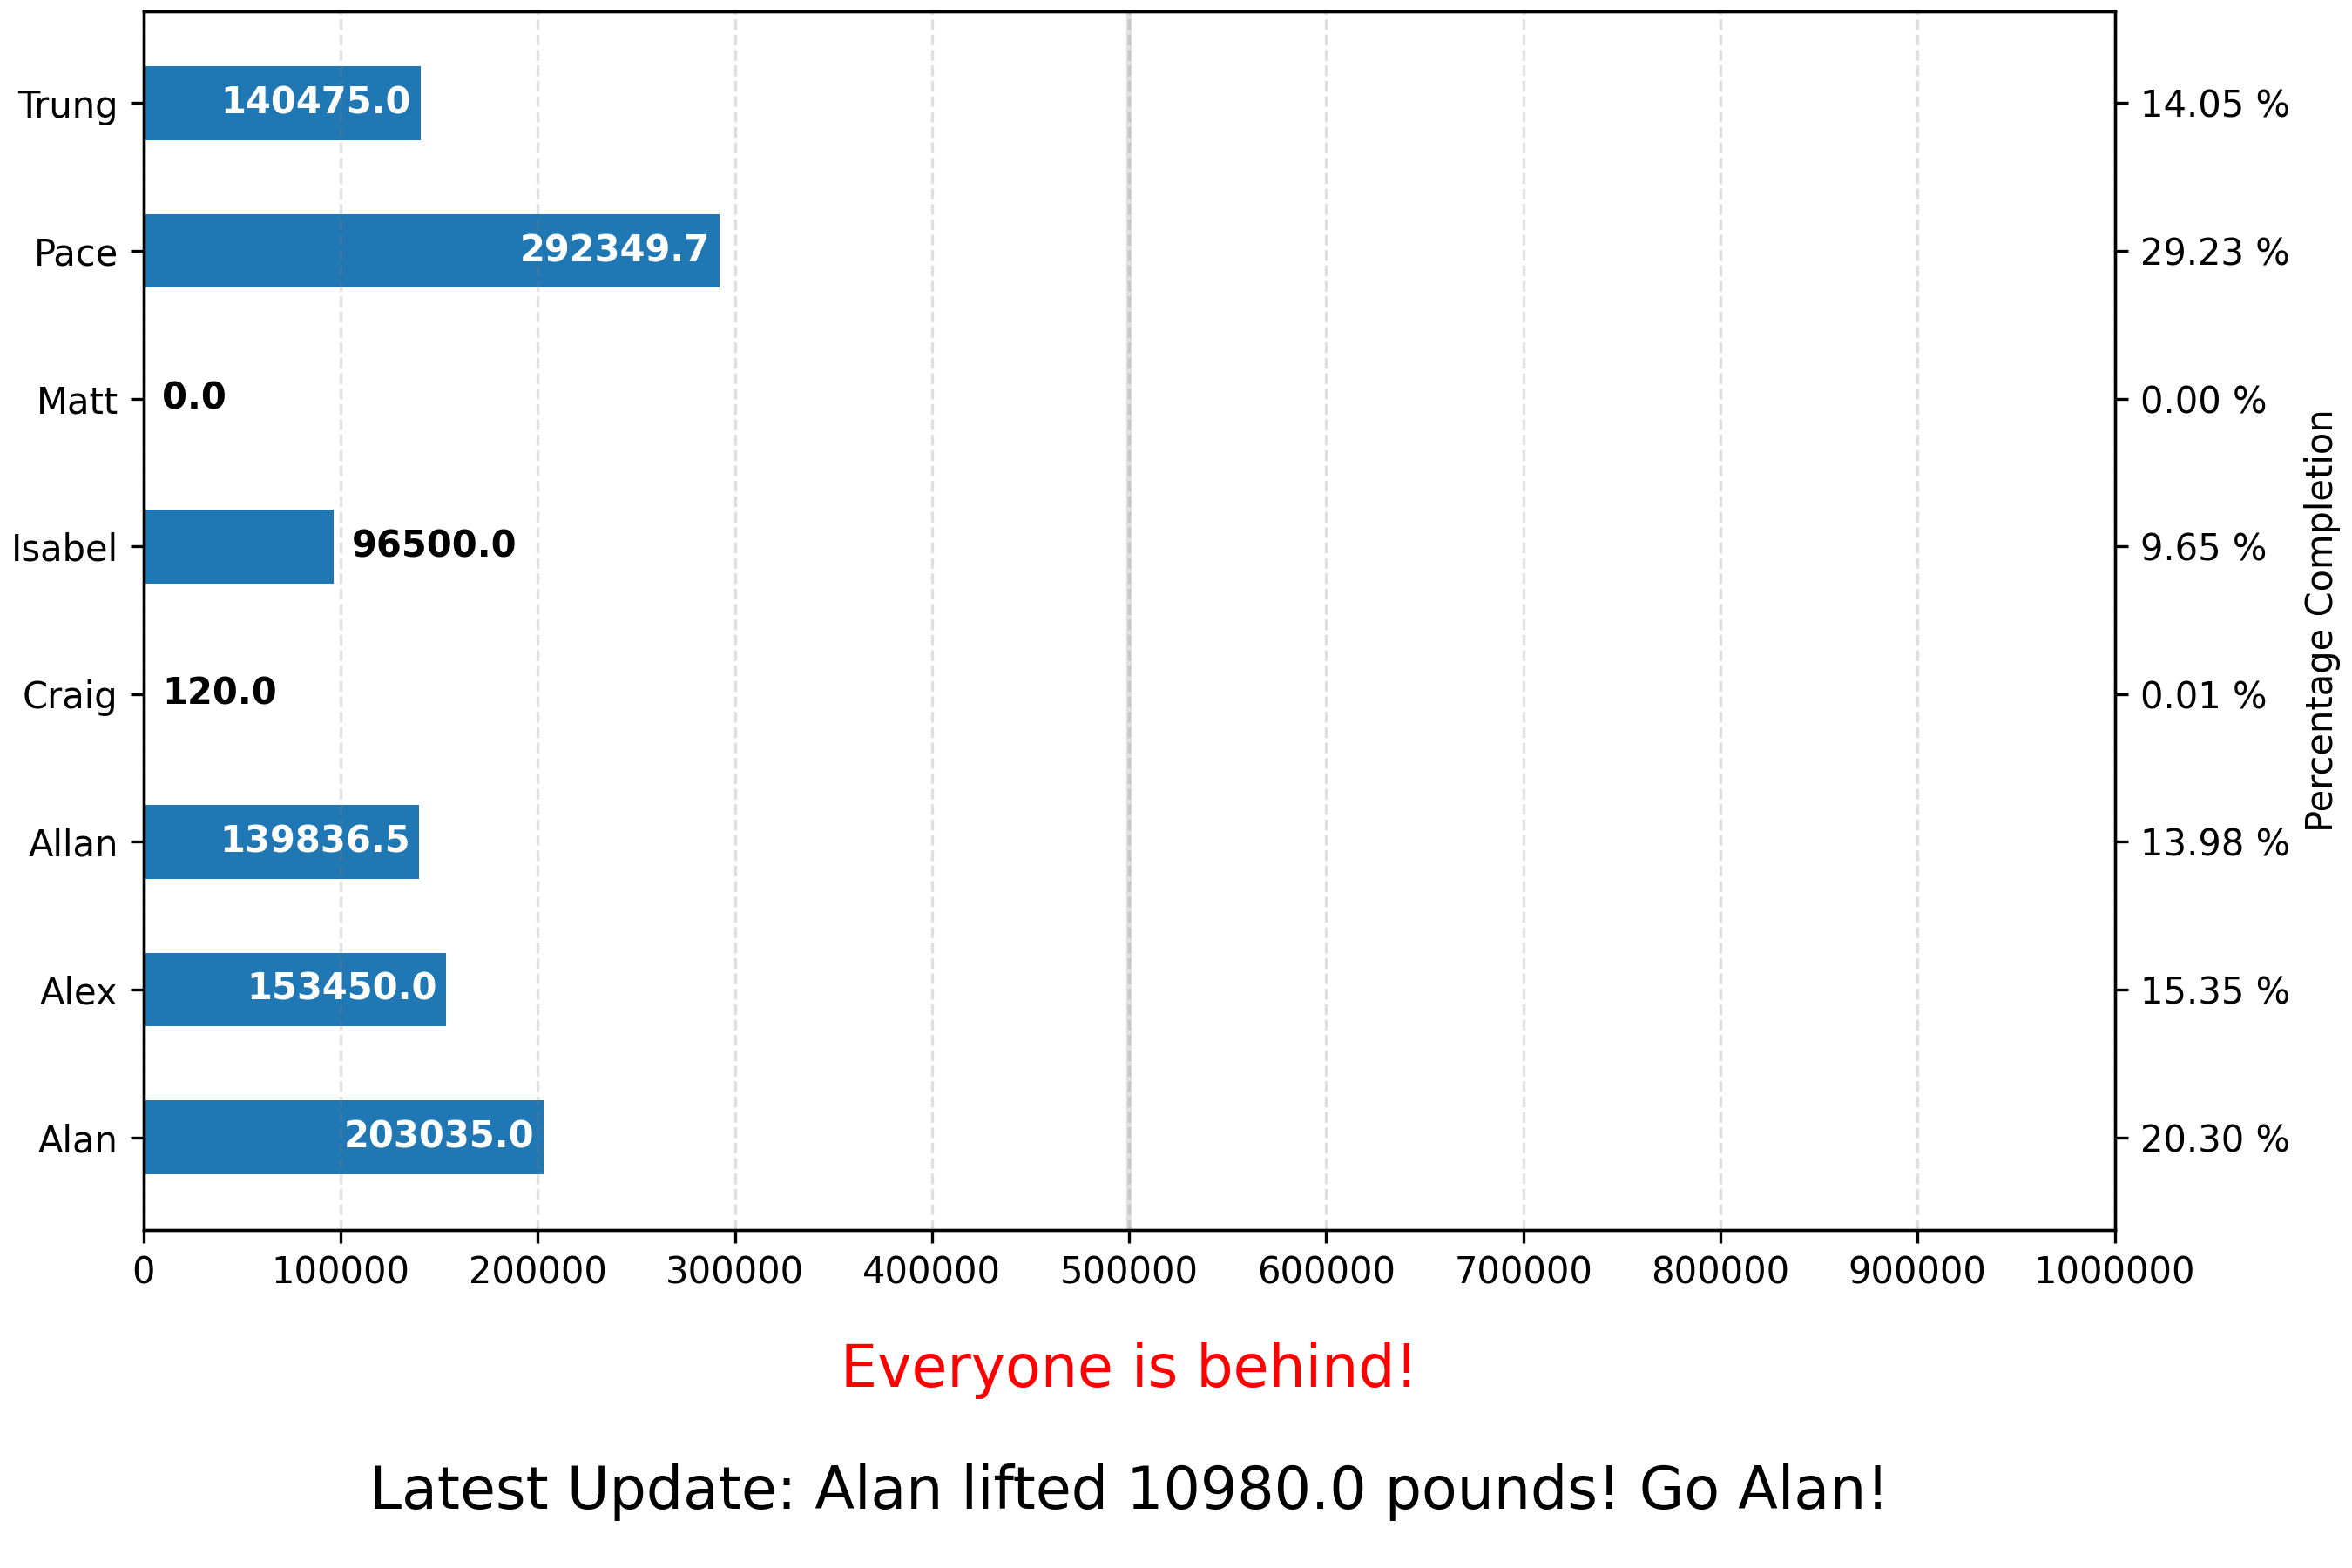 Trung 140475.0 14.05 %
Pace 292349.7 29.23 %
Matt 0.0 0.00 %
Isabel 96500.0 9.65 %
Craig 120.0 0.01 %
Allan 139836.5 13.98 %
Alex 153450.0 15.35 %
Alan 203035.0 20.30 %
Percentage Completion
0 100000 200000 300000 400000 500000 600000 700000 800000 900000 1000000
Everyone is behind!
Latest Update: Alan lifted 10980.0 pounds! Go Alan!